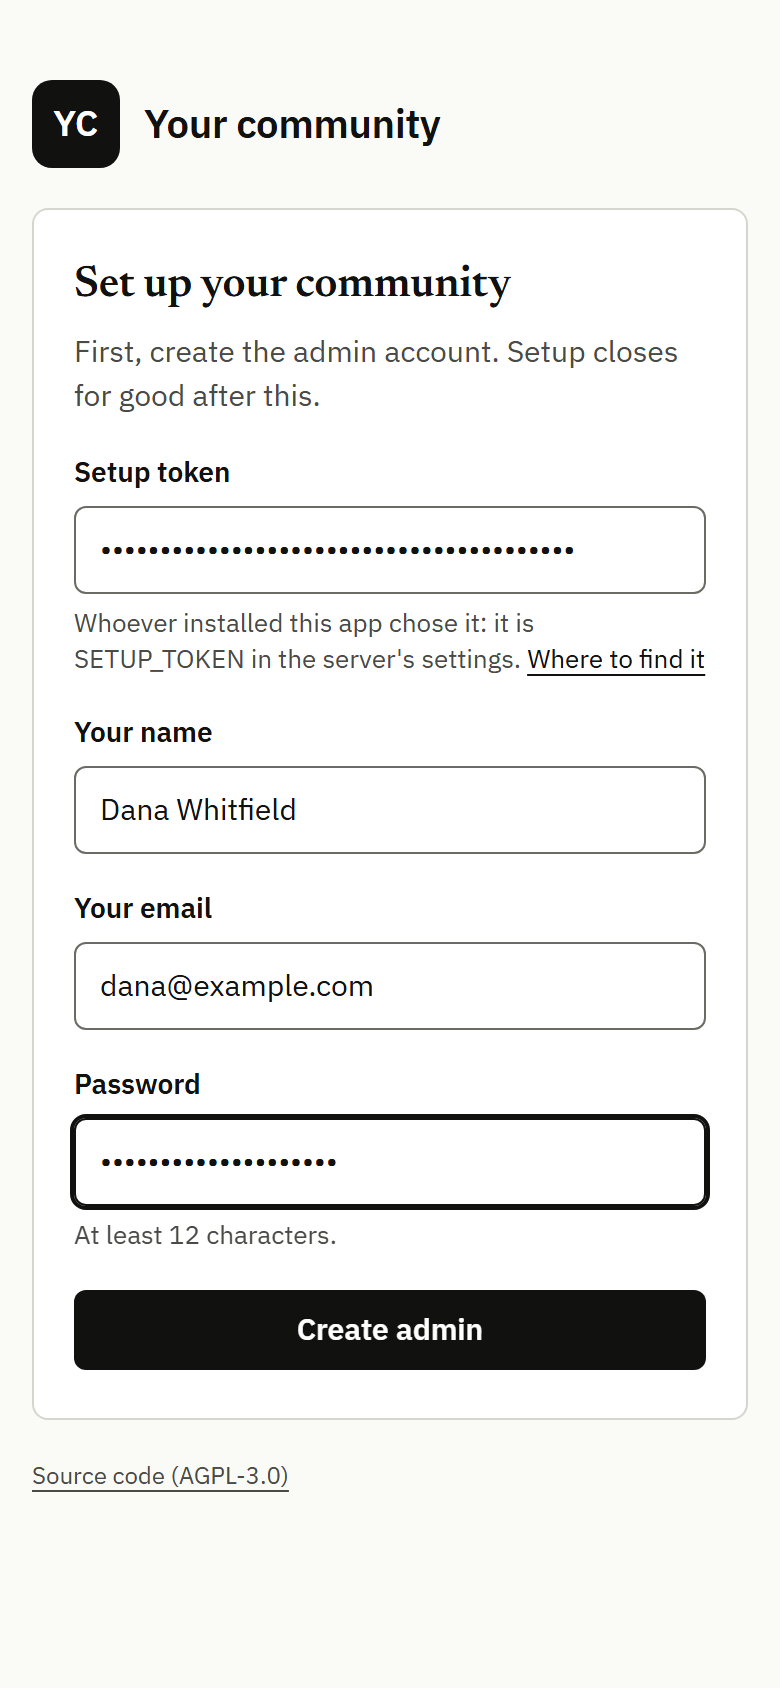 YC
Your community
Set up your community
First, create the admin account. Setup closes
for good after this.
Setup token
••••••••••••••••••••••••••••••••••••••••
Whoever installed this app chose it: it is
SETUP_TOKEN in the server's settings. Where to find it
Your name
Dana Whitfield
Your email
dana@example.com
Password
••••••••••••••••••••
At least 12 characters.
Create admin
Source code (AGPL-3.0)